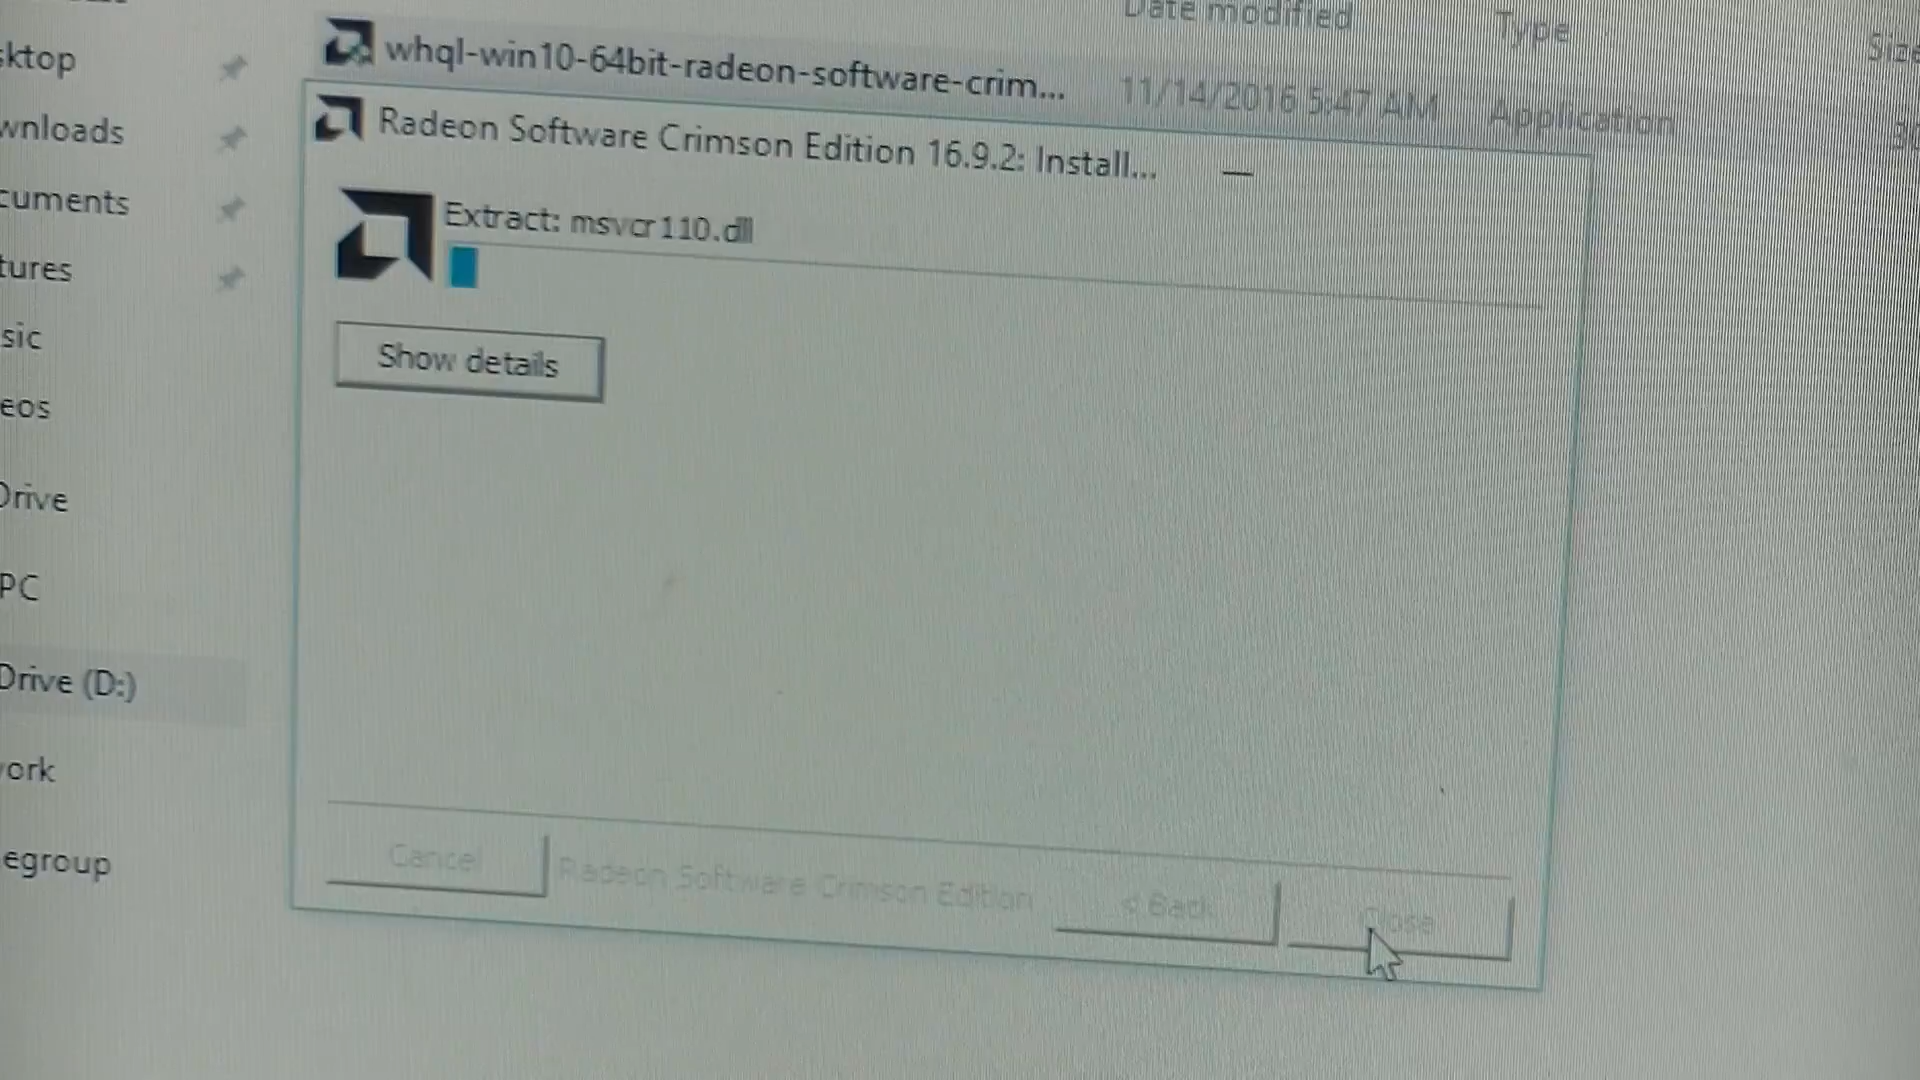 Date modified
Type
Size
ktop
whql-win10-64bit-radeon-software-crim...
11/14/2016 5:47 AM
Application
30
wnloads
Radeon Software Crimson Edition 16.9.2: Install...
cuments
Extract: msvcr110.dll
tures
sic
Show details
eos
Drive
PC
Drive (D:)
ork
egroup
Cancel
Radeon Software Crimson Edition
< Back
Close